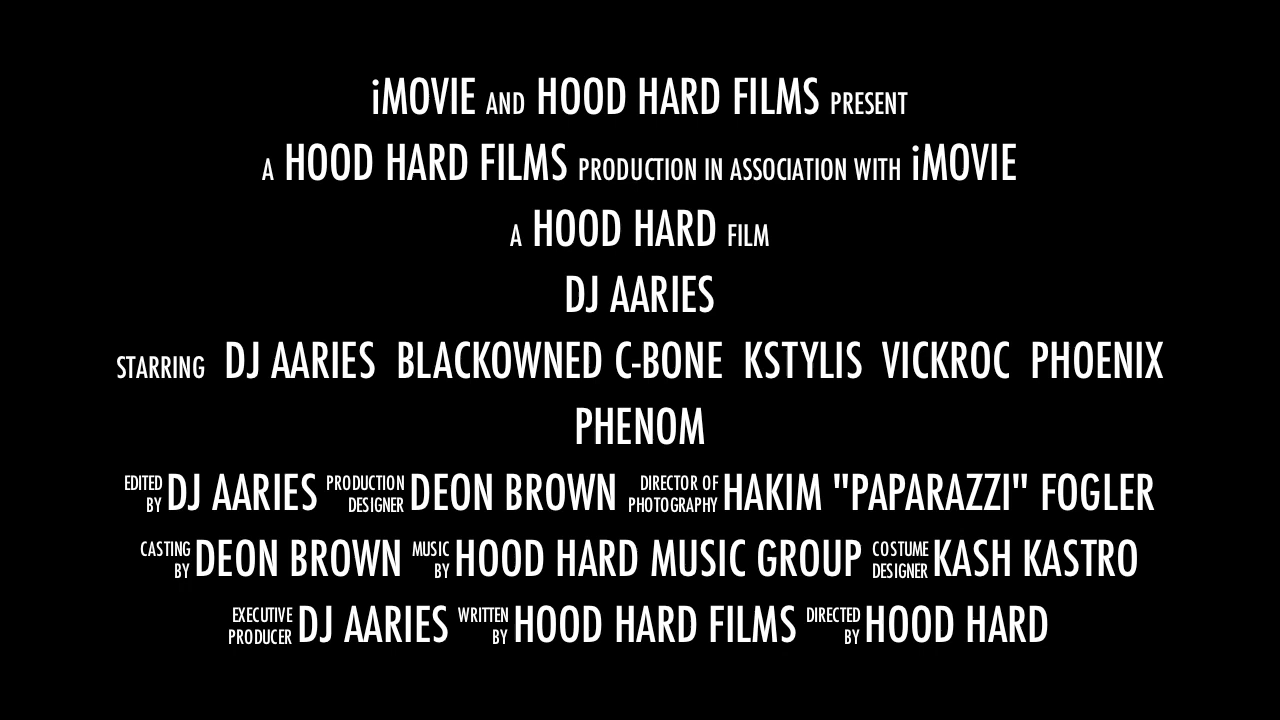 iMOVIE AND HOOD HARD FILMS PRESENT
A HOOD HARD FILMS PRODUCTION IN ASSOCIATION WITH iMOVIE
A HOOD HARD FILM
DJ AARIES
STARRING DJ AARIES BLACKOWNED C-BONE KSTYLIS VICKROC PHOENIX
PHENOM
EDITED BY DJ AARIES PRODUCTION DESIGNER DEON BROWN DIRECTOR OF PHOTOGRAPHY HAKIM "PAPARAZZI" FOGLER
CASTING BY DEON BROWN MUSIC BY HOOD HARD MUSIC GROUP COSTUME DESIGNER KASH KASTRO
EXECUTIVE PRODUCER DJ AARIES WRITTEN BY HOOD HARD FILMS DIRECTED BY HOOD HARD